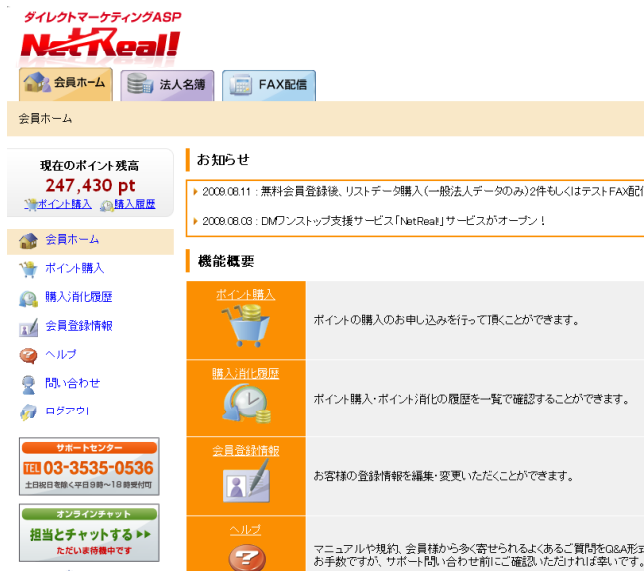 ダイレクトマーケティングASP
NetReal!
会員ホーム
法人名簿
FAX配信
会員ホーム
現在のポイント残高
247,430 pt
ポイント購入 購入履歴
会員ホーム
ポイント購入
購入消化履歴
会員登録情報
ヘルプ
問い合わせ
ログアウト
サポートセンター
TEL 03-3535-0536
土日祝日を除く平日9時～18時受付可
オンラインチャット
担当とチャットする
ただいま待機中です
お知らせ
2009.08.11 : 無料会員登録後、リストデータ購入(一般法人データのみ)2件もしくはテストFAX配信
2009.08.03 : DMワンストップ支援サービス「NetReal!」サービスがオープン！
機能概要
ポイント購入
ポイントの購入のお申し込みを行って頂くことができます。
購入消化履歴
ポイント購入・ポイント消化の履歴を一覧で確認することができます。
会員登録情報
お客様の登録情報を編集・変更いただくことができます。
ヘルプ
マニュアルや規約、会員様から多く寄せられるよくあるご質問をQ&A形式
お手数ですが、サポート問い合わせ前にご確認いただければ幸いです。